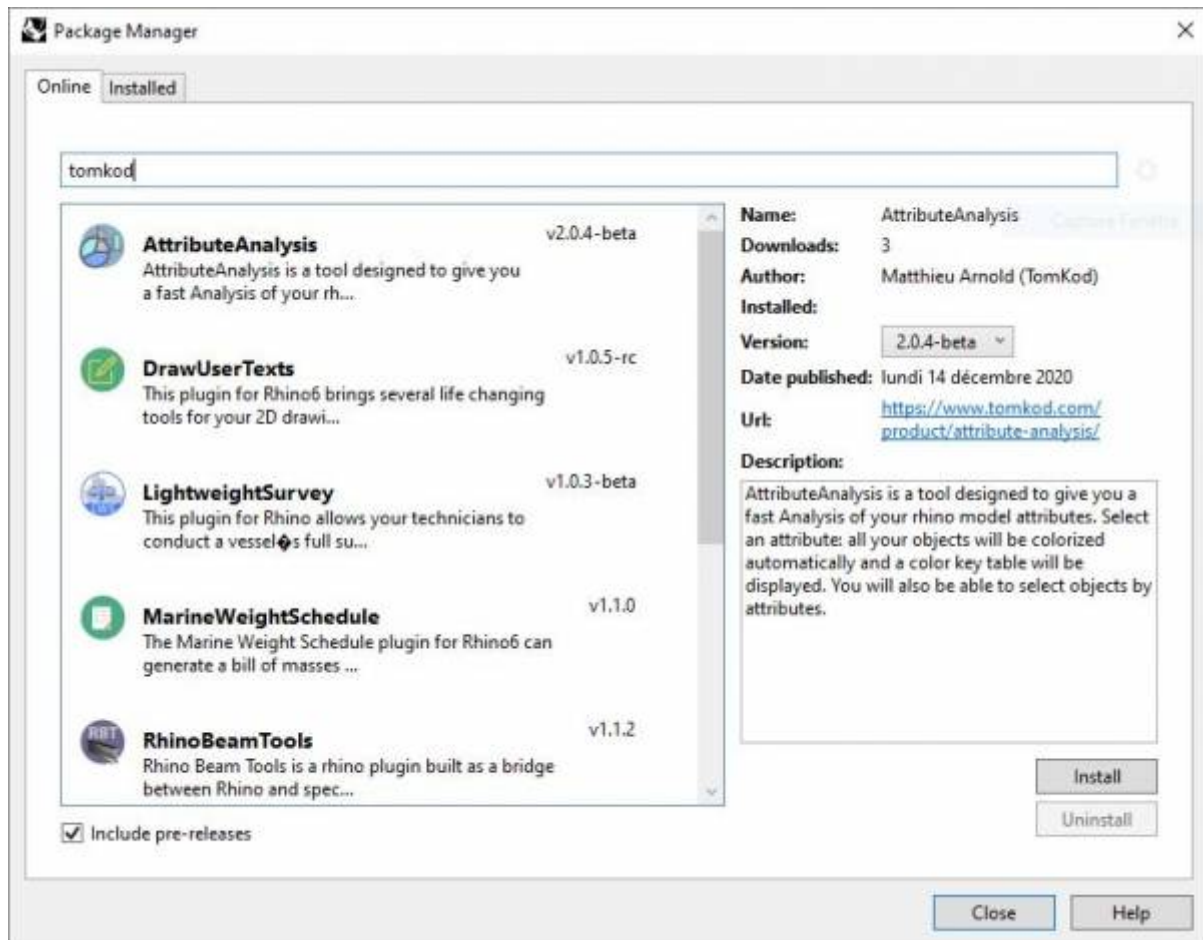 Package Manager
Online Installed
tomkod
AttributeAnalysis v2.0.4-beta
AttributeAnalysis is a tool designed to give you
a fast Analysis of your rh...
DrawUserTexts v1.0.5-rc
This plugin for Rhino6 brings several life changing
tools for your 2D drawi...
LightweightSurvey v1.0.3-beta
This plugin for Rhino allows your technicians to
conduct a vessel�s full su...
MarineWeightSchedule v1.1.0
The Marine Weight Schedule plugin for Rhino6 can
generate a bill of masses ...
RBT
RhinoBeamTools v1.1.2
Rhino Beam Tools is a rhino plugin built as a bridge
between Rhino and spec...
Include pre-releases
Name: AttributeAnalysis
Downloads: 3
Author: Matthieu Arnold (TomKod)
Installed:
Version: 2.0.4-beta
Date published: lundi 14 décembre 2020
Url: https://www.tomkod.com/
product/attribute-analysis/
Description:
AttributeAnalysis is a tool designed to give you a
fast Analysis of your rhino model attributes. Select
an attribute: all your objects will be colorized
automatically and a color key table will be
displayed. You will also be able to select objects by
attributes.
Install
Uninstall
Close Help